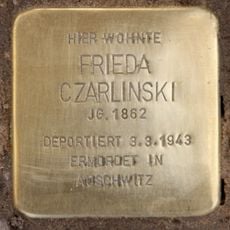 HIER WOHNTE
FRIEDA
CZARLINSKI
JG. 1862
DEPORTIERT 3.3.1943
ERMORDET IN
AUSCHWITZ